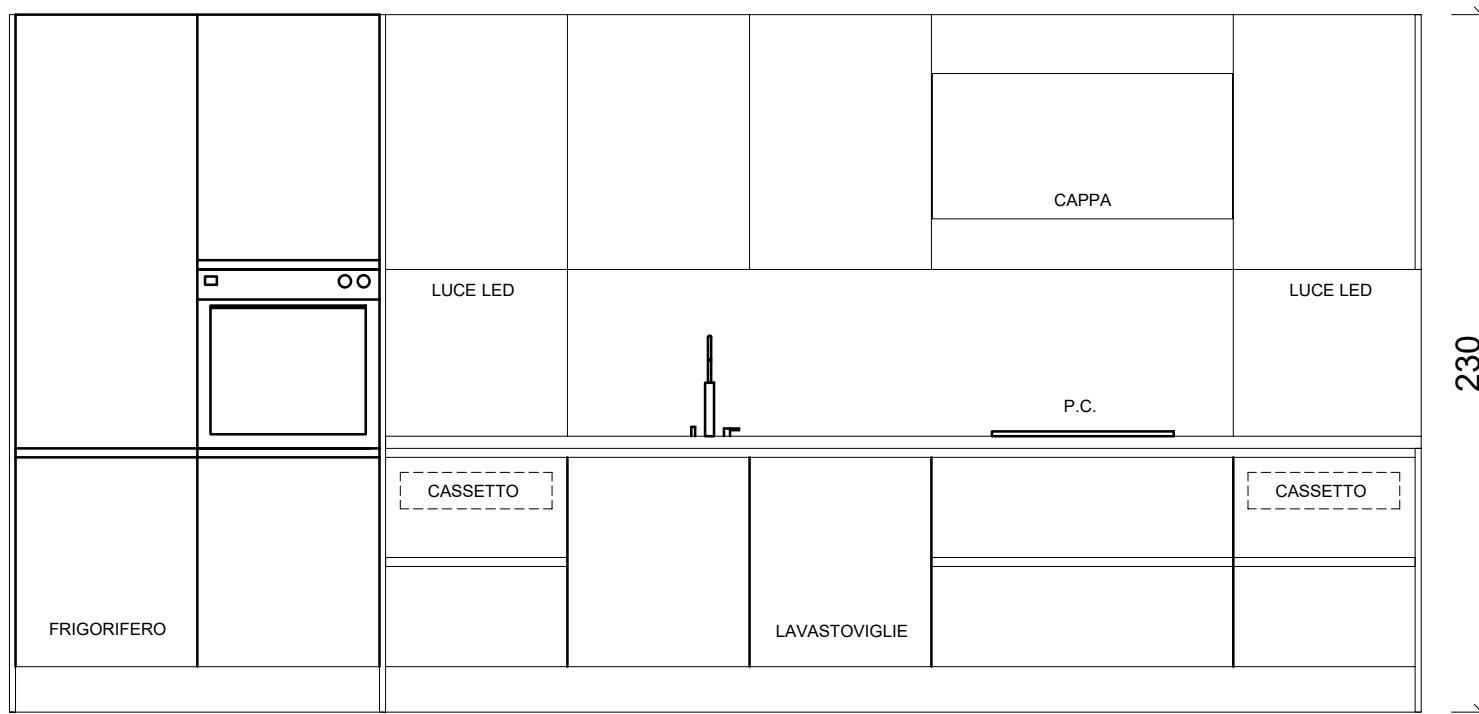 CAPPA
LUCE LED
LUCE LED
230
P.C.
CASSETTO
CASSETTO
FRIGORIFERO
LAVASTOVIGLIE